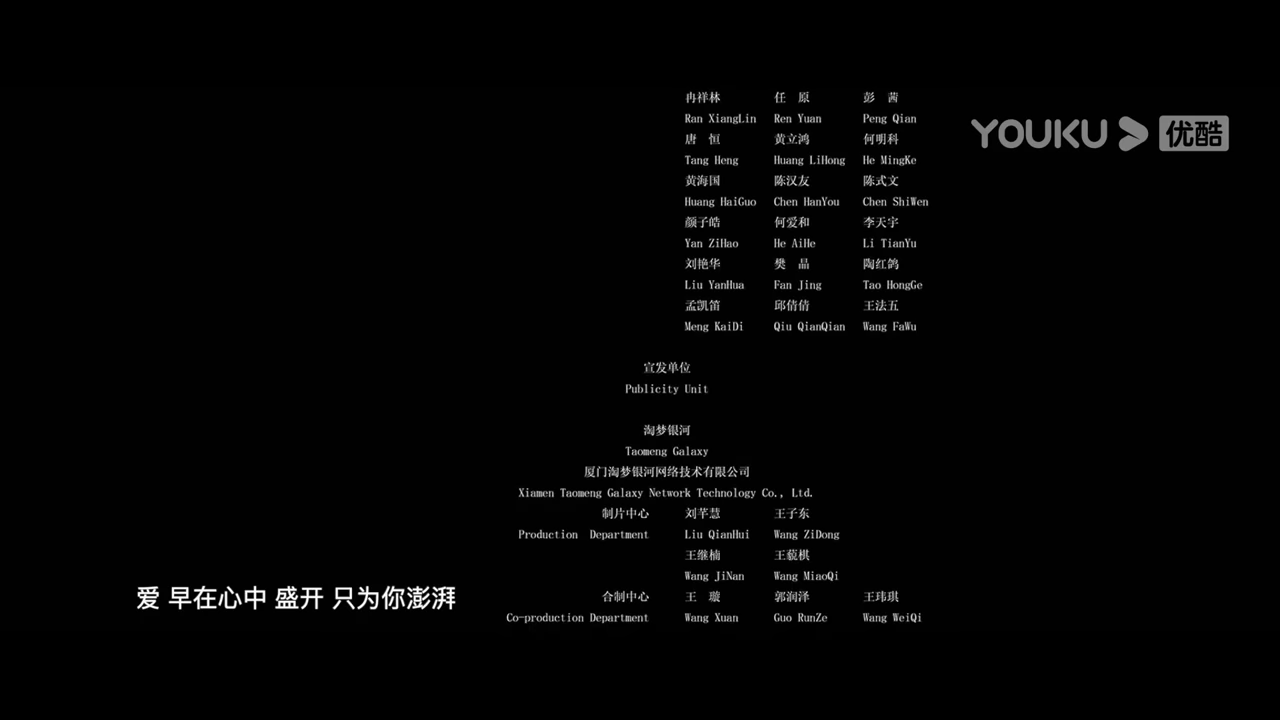 冉祥林 任 原 彭 茜
Ran XiangLin Ren Yuan Peng Qian
YOUKU 优酷
唐 恒 黄立鸿 何明科
Tang Heng Huang LiHong He MingKe
黄海国 陈汉友 陈式文
Huang HaiGuo Chen HanYou Chen ShiWen
颜子皓 何爱和 李天宇
Yan ZiHao He AiHe Li TianYu
刘艳华 樊 晶 陶红鸽
Liu YanHua Fan Jing Tao HongGe
孟凯笛 邱倩倩 王法五
Meng KaiDi Qiu QianQian Wang FaWu
宣发单位
Publicity Unit
淘梦银河
Taomeng Galaxy
厦门淘梦银河网络技术有限公司
Xiamen Taomeng Galaxy Network Technology Co., Ltd.
制片中心 刘芊慧 王子东
Production Department Liu QianHui Wang ZiDong
王继楠 王藐棋
Wang JiNan Wang MiaoQi
合制中心 王 璇 郭润泽 王玮琪
Co-production Department Wang Xuan Guo RunZe Wang WeiQi
爱 早在心中 盛开 只为你澎湃